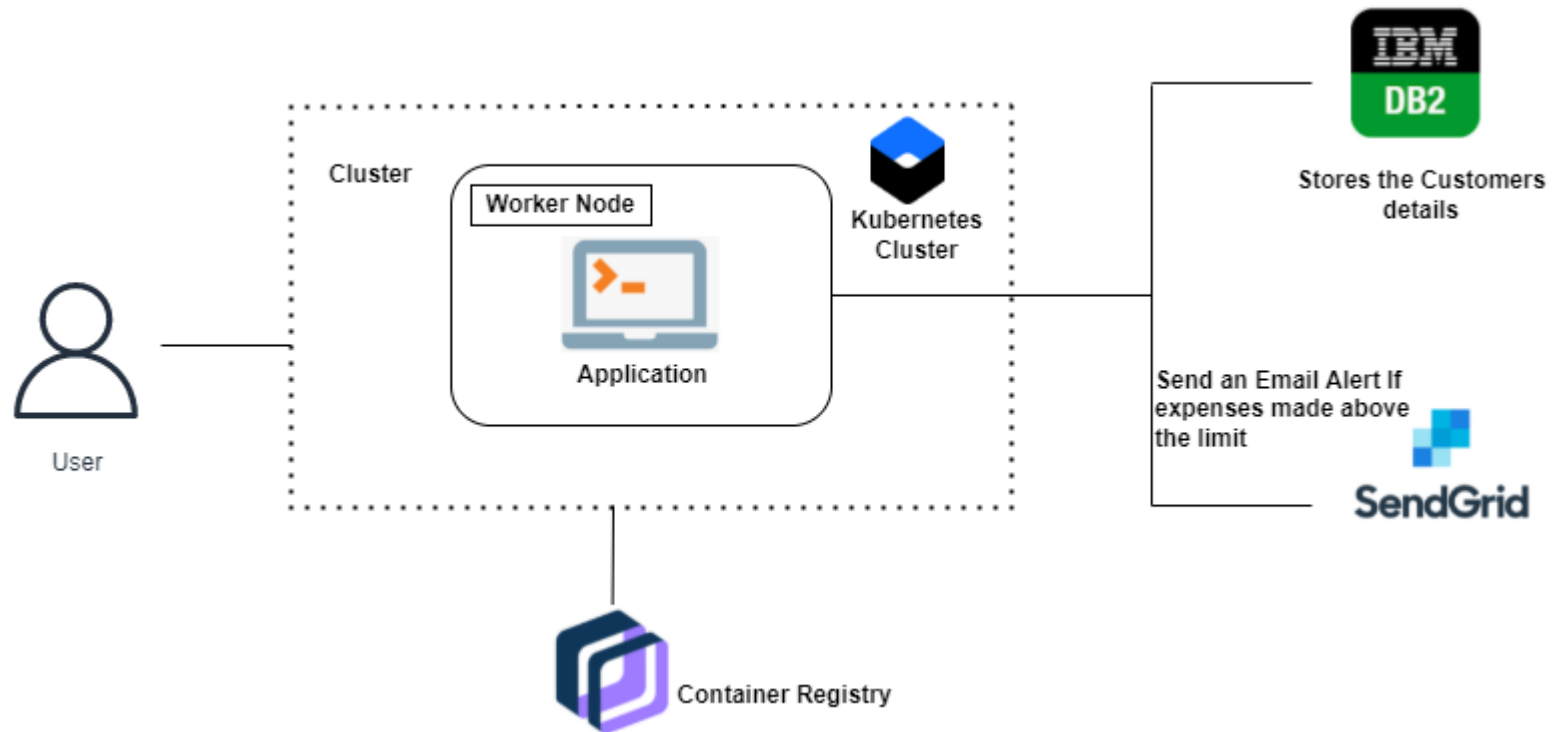 IBM
DB2
Stores the Customers
details
Cluster
Worker Node
Kubernetes
Cluster
Application
User
Send an Email Alert If
expenses made above
the limit
SendGrid
Container Registry